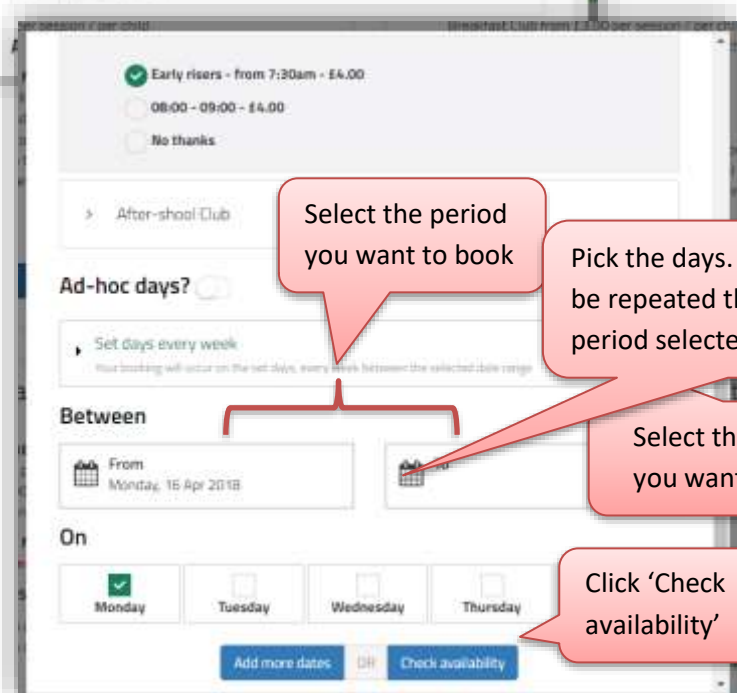 per session / per child
Breakfast Club from £3.00 per session / per
Early risers - from 7:30am - £4.00
08:00 - 09:00 - £4.00
No thanks
> After-shool Club
Select the period
you want to book
Ad-hoc days?
Pick the days.
be repeated th
period selecte
Set days every week
Your booking will occur on the set days, every week between the selected date range
Between
From
Monday, 16 Apr 2018
Select th
you want
On
Monday
Tuesday
Wednesday
Thursday
Click ‘Check
availability’
Add more dates
OR
Check availability